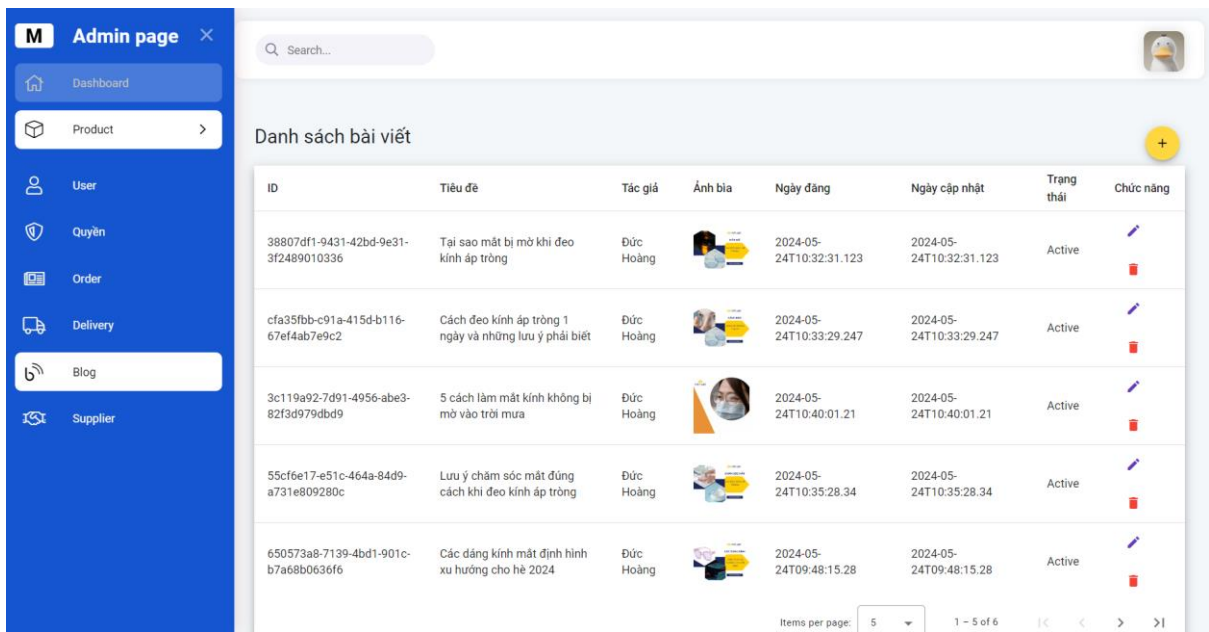 M Admin page
Search...
Dashboard
Product
User
Quyền
Order
Delivery
Blog
Supplier
Danh sách bài viết
+
ID Tiêu đề Tác giả Ảnh bìa Ngày đăng Ngày cập nhật Trạng thái Chức năng
38807df1-9431-42bd-9e31- Tại sao mắt bị mờ khi đeo Đức 2024-05- 2024-05- Active
3f2489010336 kính áp tròng Hoàng 24T10:32:31.123 24T10:32:31.123
cfa35fbb-c91a-415d-b116- Cách đeo kính áp tròng 1 Đức 2024-05- 2024-05- Active
67ef4ab7e9c2 ngày và những lưu ý phải biết Hoàng 24T10:33:29.247 24T10:33:29.247
3c119a92-7d91-4956-abe3- 5 cách làm mắt kính không bị Đức 2024-05- 2024-05- Active
82f3d979dbd9 mờ vào trời mưa Hoàng 24T10:40:01.21 24T10:40:01.21
55cf6e17-e51c-464a-84d9- Lưu ý chăm sóc mắt đúng Đức 2024-05- 2024-05- Active
a731e809280c cách khi đeo kính áp tròng Hoàng 24T10:35:28.34 24T10:35:28.34
650573a8-7139-4bd1-901c- Các dáng kính mắt định hình Đức 2024-05- 2024-05- Active
b7a68b0636f6 xu hướng cho hè 2024 Hoàng 24T09:48:15.28 24T09:48:15.28
Items per page: 5 1 – 5 of 6